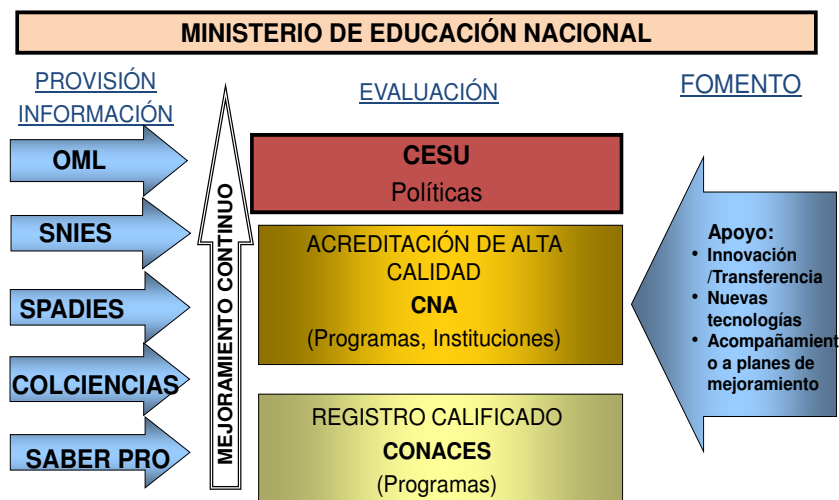 MINISTERIO DE EDUCACIÓN NACIONAL
PROVISIÓN
INFORMACIÓN
OML
SNIES
SPADIES
COLCIENCIAS
SABER PRO
MEJORAMIENTO CONTINUO
EVALUACIÓN
CESU
Políticas
ACREDITACIÓN DE ALTA
CALIDAD
CNA
(Programas, Instituciones)
REGISTRO CALIFICADO
CONACES
(Programas)
FOMENTO
Apoyo:
• Innovación
/Transferencia
• Nuevas
tecnologías
• Acompañamient
o a planes de
mejoramiento